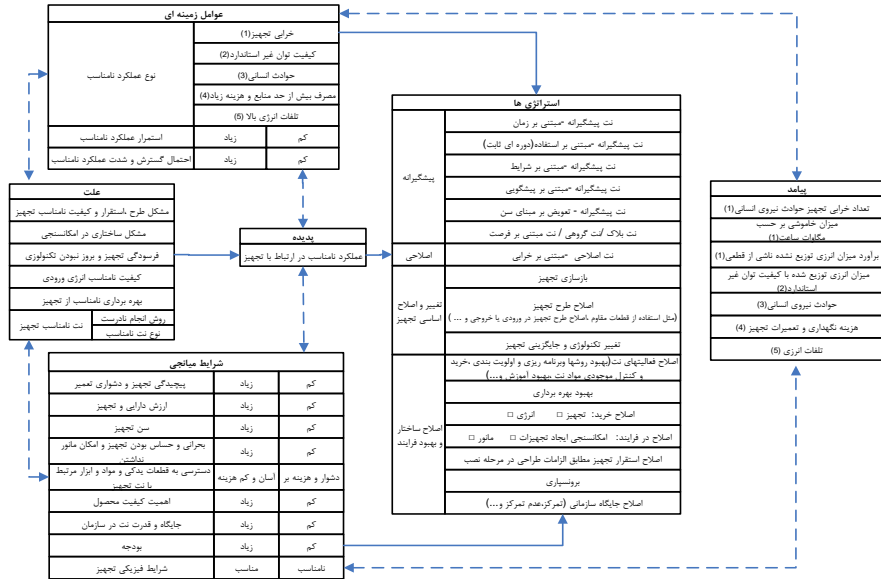 عوامل زمینه ای
نوع عملکرد نامناسب
خرابی تجهیز(1)
کیفیت توان غیر استاندارد(2)
حوادث انسانی(3)
مصرف بیش از حد منابع و هزینه زیاد(4)
تلفات انرژی بالا (5)
استمرار عملکرد نامناسب
زیاد
کم
احتمال گسترش و شدت عملکرد نامناسب
زیاد
کم
علت
مشکل طرح ،استقرار و کیفیت نامناسب تجهیز
مشکل ساختاری در امکانسنجی
فرسودگی تجهیز و بروز نبودن تکنولوژی
کیفیت نامناسب انرژی ورودی
بهره برداری نامناسب از تجهیز
نت نامناسب تجهیز
روش انجام نادرست
نوع نت نامناسب
پدیده
عملکرد نامناسب در ارتباط با تجهیز
شرایط میانجی
پیچیدگی تجهیز و دشواری تعمیر
زیاد
کم
ارزش دارایی و تجهیز
زیاد
کم
سن تجهیز
زیاد
کم
بحرانی و حساس بودن تجهیز و امکان مانور
نداشتن
زیاد
کم
دسترسی به قطعات یدکی و مواد و ابزار مرتبط
با نت تجهیز
آسان و کم هزینه
دشوار و هزینه بر
اهمیت کیفیت محصول
زیاد
کم
جایگاه و قدرت نت در سازمان
زیاد
کم
بودجه
زیاد
کم
شرایط فیزیکی تجهیز
مناسب
نامناسب
استراتژی ها
پیشگیرانه
نت پیشگیرانه -مبتنی بر زمان
نت پیشگیرانه -مبتنی بر استفاده(دوره ای ثابت)
نت پیشگیرانه -مبتنی بر شرایط
نت پیشگیرانه -مبتنی بر پیشگویی
نت پیشگیرانه - تعویض بر مبنای سن
نت بلاک /نت گروهی / نت مبتنی بر فرصت
اصلاحی
نت اصلاحی -مبتنی بر خرابی
تغییر و اصلاح
اساسی تجهیز
بازسازی تجهیز
اصلاح طرح تجهیز
(مثل استفاده از قطعات مقاوم ،اصلاح طرح تجهیز در ورودی یا خروجی و ... )
تغییر تکنولوژی و جایگزینی تجهیز
اصلاح ساختار
و بهبود فرایند
اصلاح فعالیتهای نت(بهبود روشها وبرنامه ریزی و اولویت بندی ،خرید
و کنترل موجودی مواد نت ،بهبود آموزش و...)
بهبود بهره برداری
اصلاح خرید: تجهیز □ انرژی □
اصلاح در فرایند: امکانسنجی ایجاد تجهیزات □ مانور □
اصلاح استقرار تجهیز مطابق الزامات طراحی در مرحله نصب
برونسپاری
اصلاح جایگاه سازمانی (تمرکز،عدم تمرکز و...)
پیامد
تعداد خرابی تجهیز حوادث نیروی انسانی(1)
میزان خاموشی بر حسب
مگاوات ساعت(1)
برآورد میزان انرژی توزیع نشده ناشی از قطعی(1)
میزان انرژی توزیع شده با کیفیت توان غیر
استاندارد(2)
حوادث نیروی انسانی(3)
هزینه نگهداری و تعمیرات تجهیز (4)
تلفات انرزی (5)